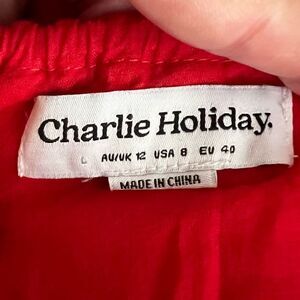 Charlie Holiday.
L AU/UK 12 USA 8 EU 40
MADE IN CHINA